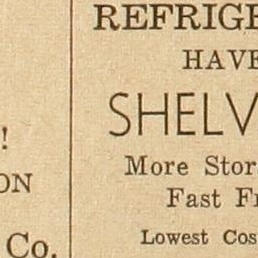 REFRIGE
HAVE
SHELV
More Stor
Fast Fr
Lowest Cos
!
ON
Co.